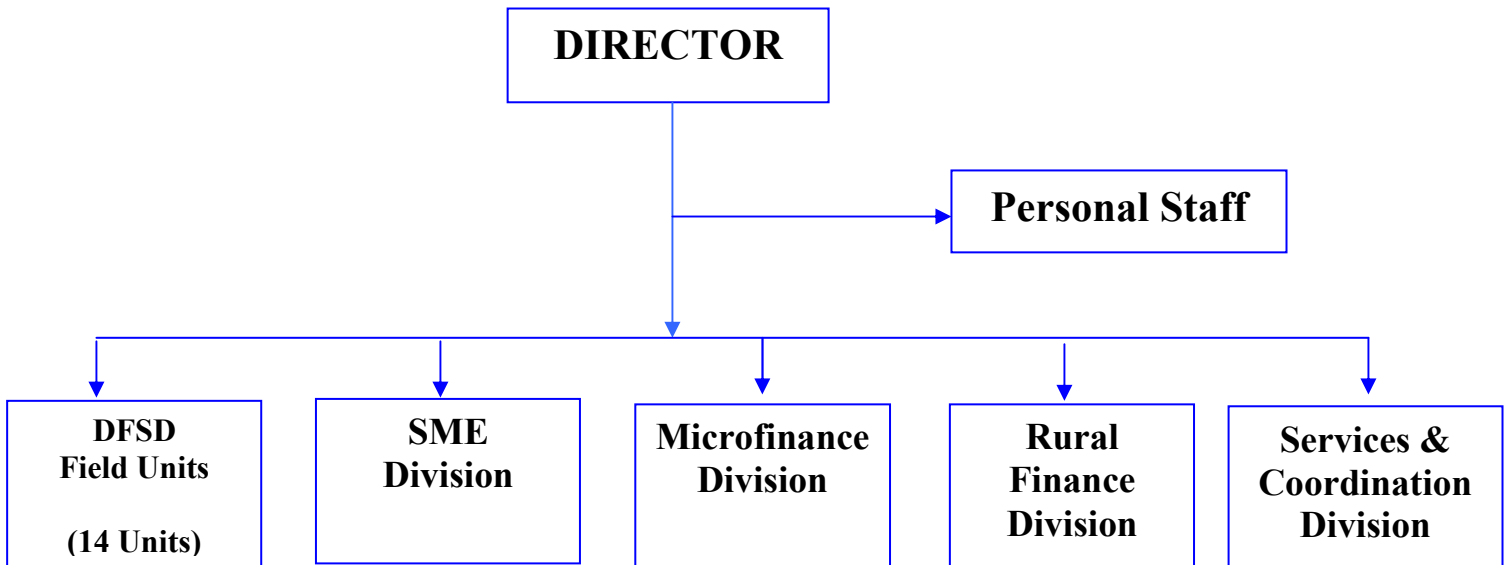 DIRECTOR
Personal Staff
DFSD
Field Units
(14 Units)
SME
Division
Microfinance
Division
Rural
Finance
Division
Services &
Coordination
Division